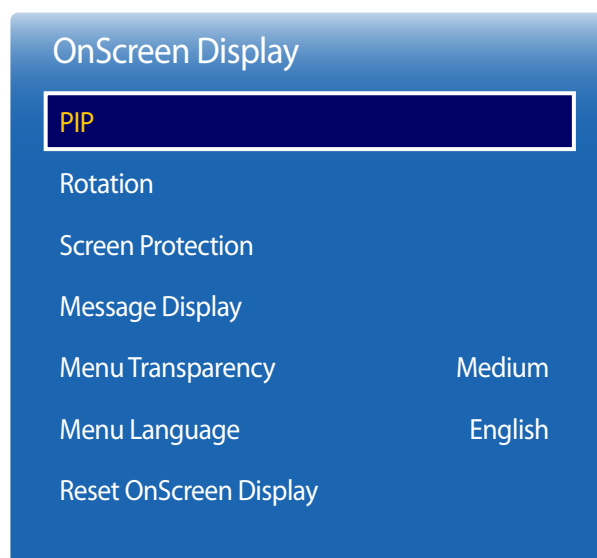 OnScreen Display
PIP
Rotation
Screen Protection
Message Display
Menu Transparency Medium
Menu Language English
Reset OnScreen Display